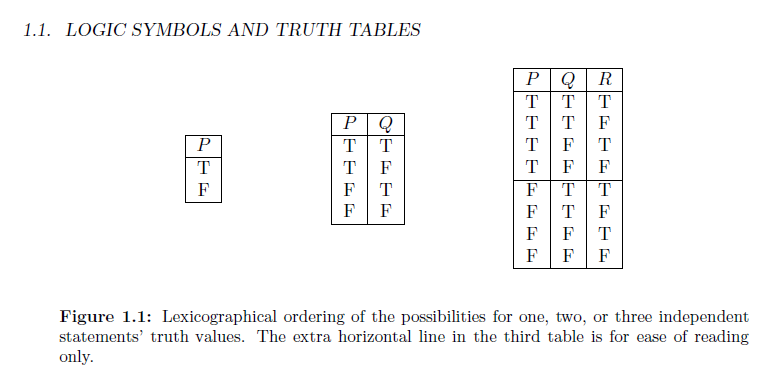 1.1. LOGIC SYMBOLS AND TRUTH TABLES
P
T
F
P Q
T T
T F
F T
F F
P Q R
T T T
T T F
T F T
T F F
F T T
F T F
F F T
F F F
Figure 1.1: Lexicographical ordering of the possibilities for one, two, or three independent
statements' truth values. The extra horizontal line in the third table is for ease of reading
only.